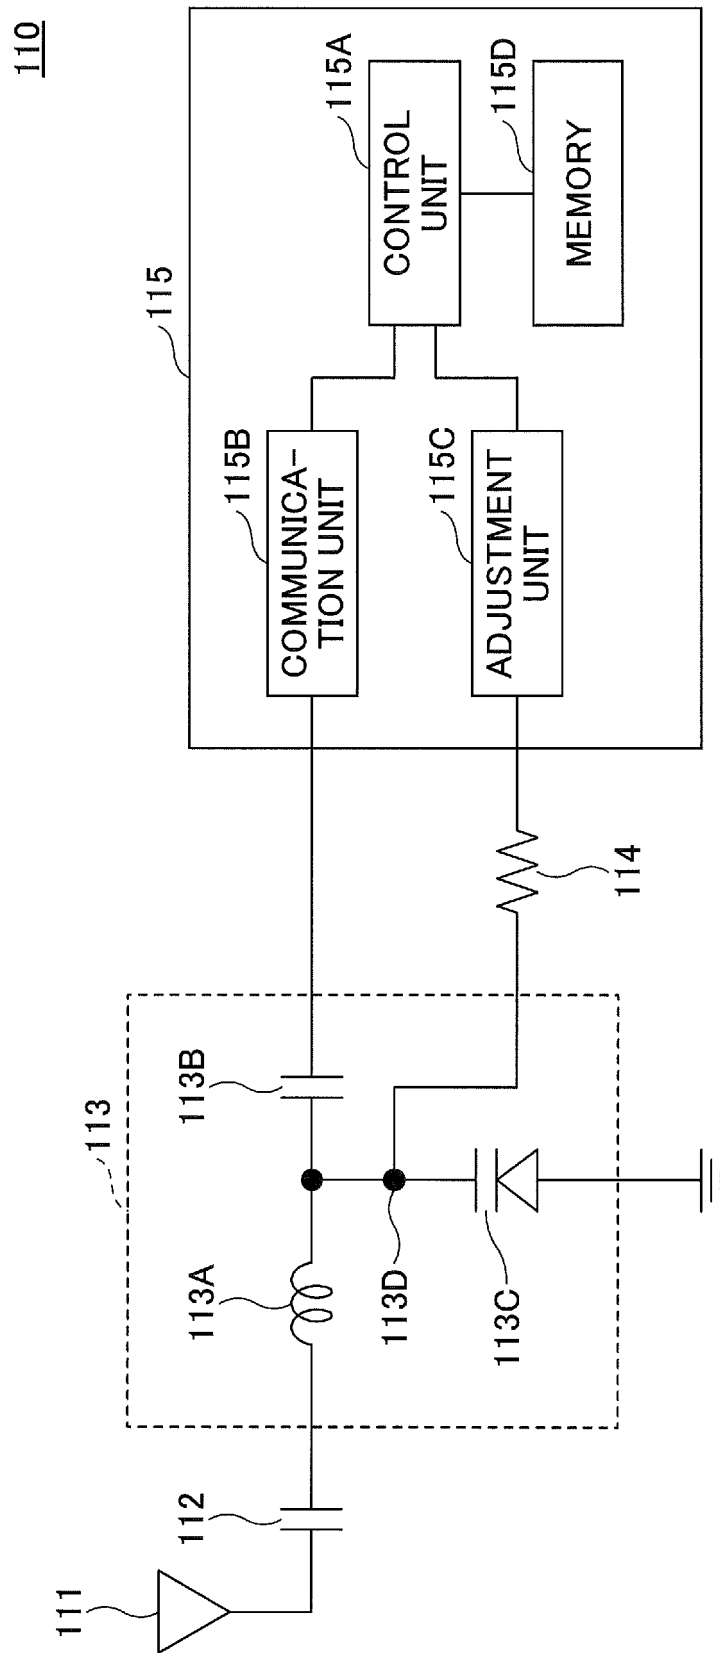 110
115
115A
CONTROL
UNIT
115D
MEMORY
115B
COMMUNICA-
TION UNIT
115C
ADJUSTMENT
UNIT
114
113
113B
113A
113D
113C
112
111